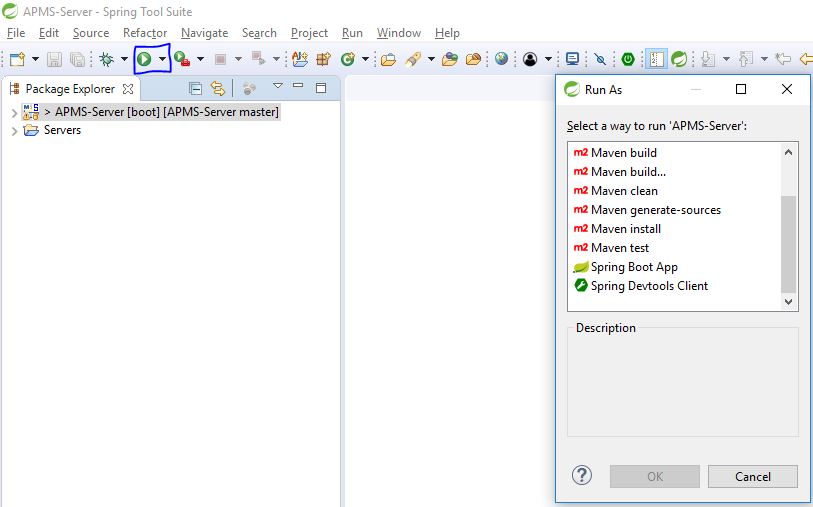 APMS-Server - Spring Tool Suite
File Edit Source Refactor Navigate Search Project Run Window Help
Package Explorer
> APMS-Server [boot] [APMS-Server master]
Servers
Run As
Select a way to run 'APMS-Server':
m2 Maven build
m2 Maven build...
m2 Maven clean
m2 Maven generate-sources
m2 Maven install
m2 Maven test
Spring Boot App
Spring Devtools Client
Description
? OK Cancel